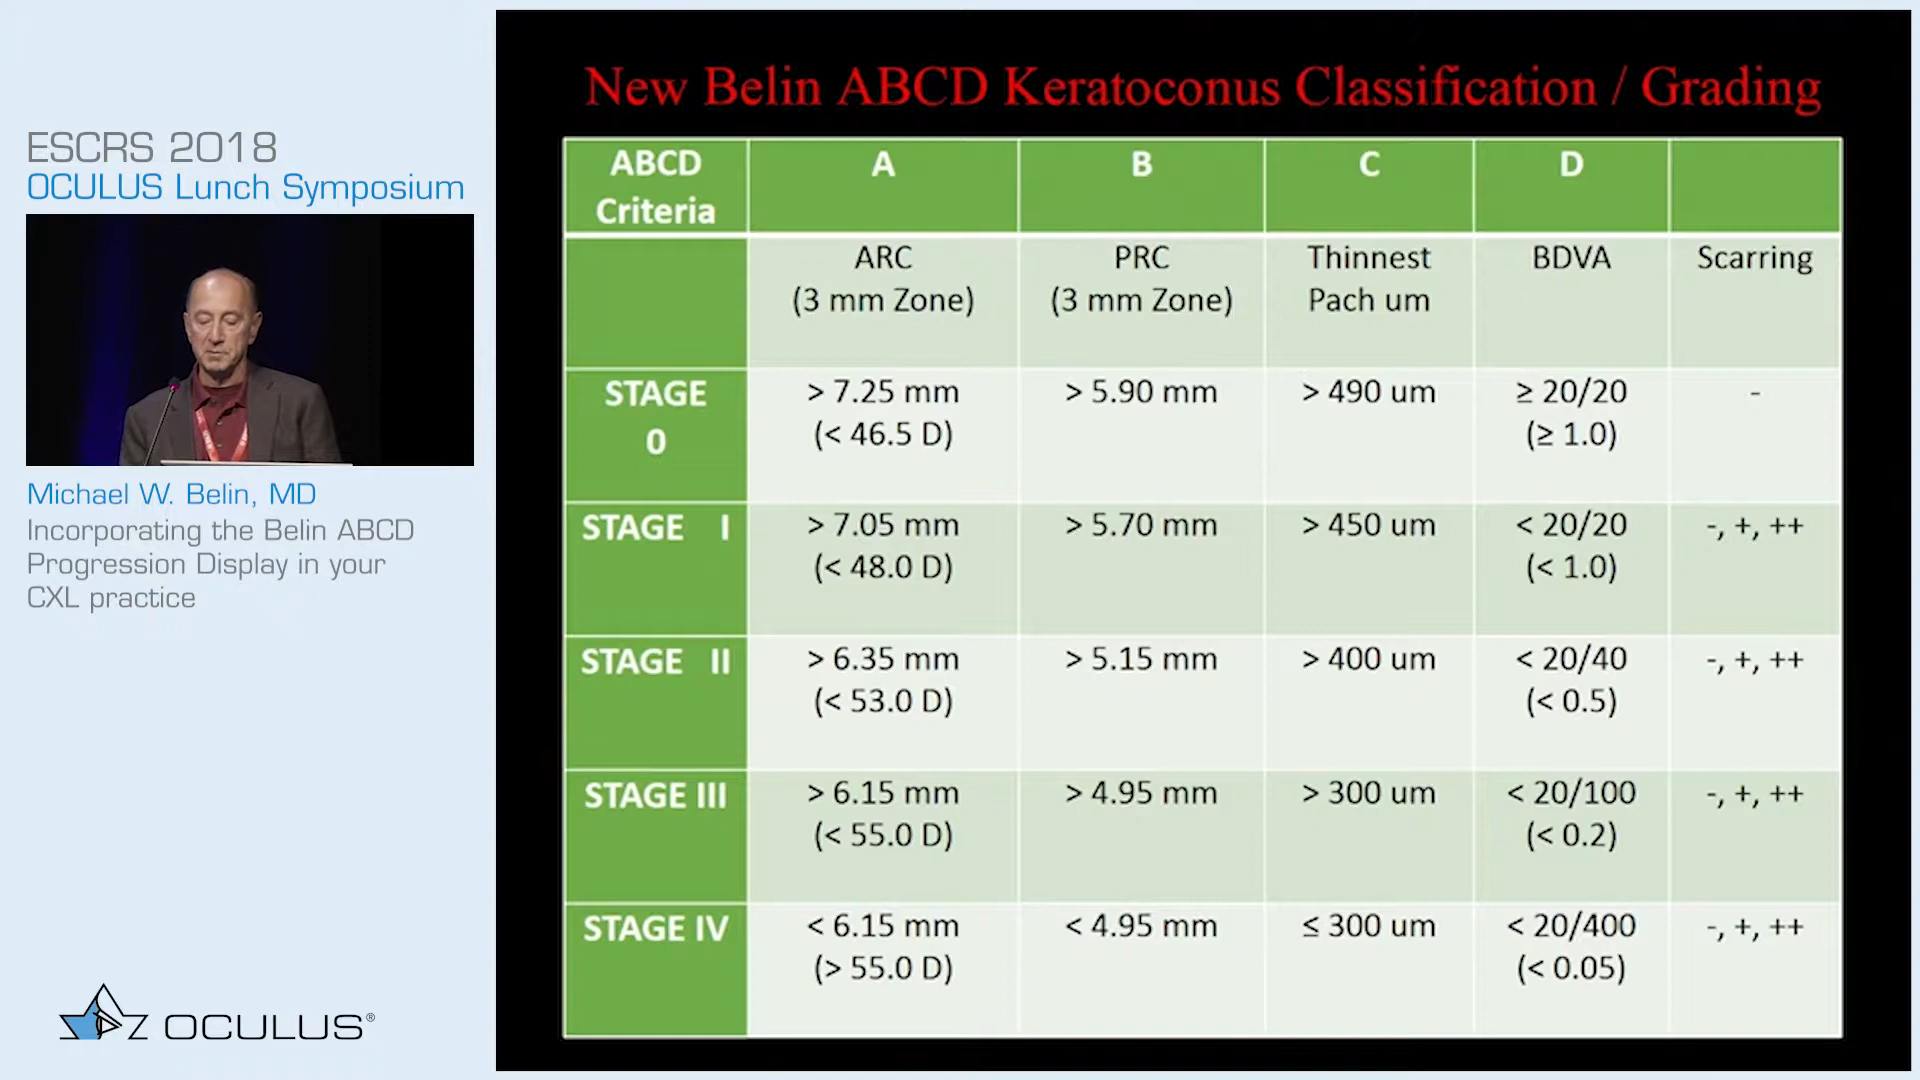 ESCRS 2018
OCULUS Lunch Symposium
Michael W. Belin, MD
Incorporating the Belin ABCD
Progression Display in your
CXL practice
OCULUS®
New Belin ABCD Keratoconus Classification / Grading
ABCD Criteria A B C D
ARC (3 mm Zone) PRC (3 mm Zone) Thinnest Pach um BDVA Scarring
STAGE 0 > 7.25 mm (< 46.5 D) > 5.90 mm > 490 um ≥ 20/20 (≥ 1.0) -
STAGE I > 7.05 mm (< 48.0 D) > 5.70 mm > 450 um < 20/20 (< 1.0) -, +, ++
STAGE II > 6.35 mm (< 53.0 D) > 5.15 mm > 400 um < 20/40 (< 0.5) -, +, ++
STAGE III > 6.15 mm (< 55.0 D) > 4.95 mm > 300 um < 20/100 (< 0.2) -, +, ++
STAGE IV < 6.15 mm (> 55.0 D) < 4.95 mm ≤ 300 um < 20/400 (< 0.05) -, +, ++